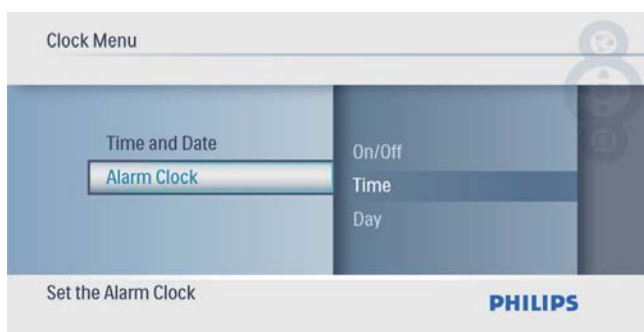 Clock Menu
Time and Date
Alarm Clock
On/Off
Time
Day
Set the Alarm Clock
PHILIPS